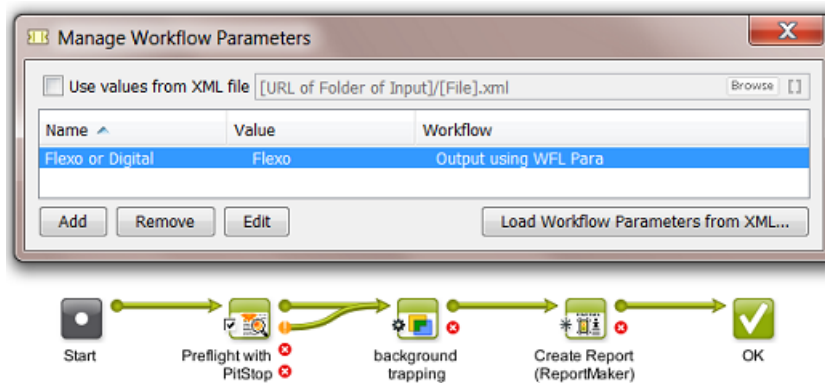 Manage Workflow Parameters
Use values from XML file [URL of Folder of Input]/[File].xml Browse []
Name Value Workflow
Flexo or Digital Flexo Output using WFL Para
Add Remove Edit Load Workflow Parameters from XML...
Start Preflight with PitStop background trapping Create Report (ReportMaker) OK